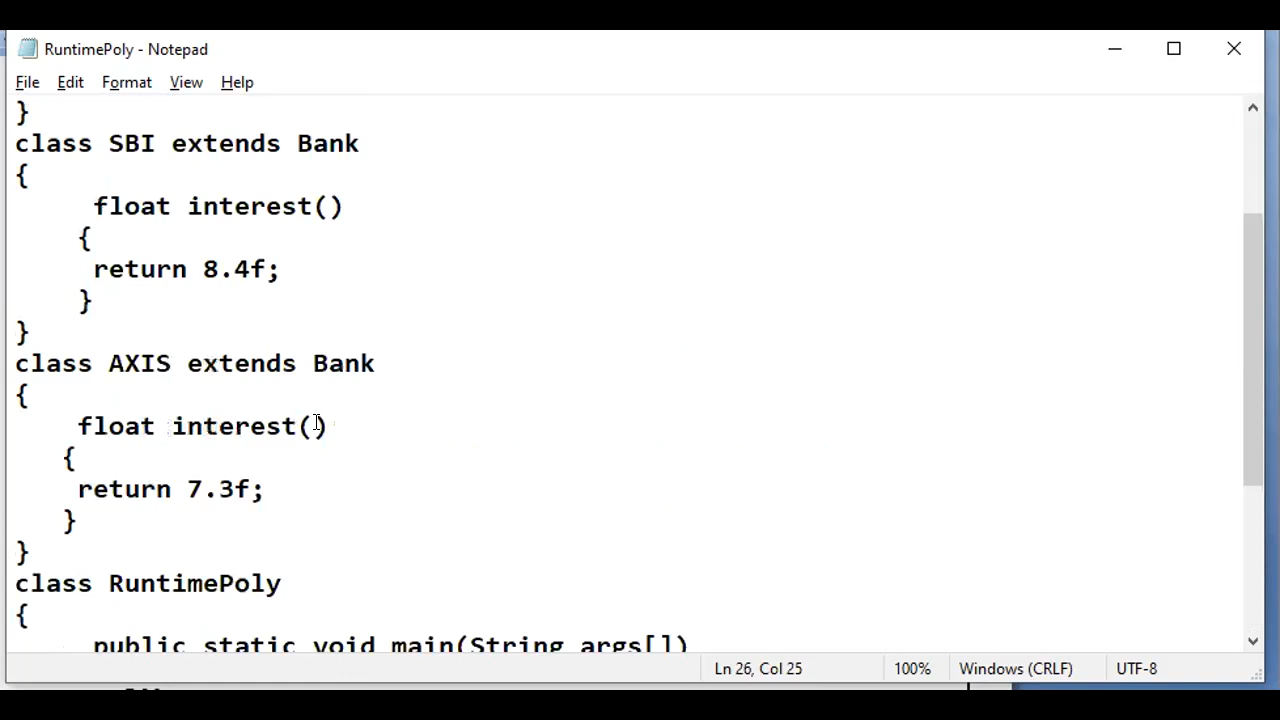 RuntimePoly - Notepad
File Edit Format View Help
}
class SBI extends Bank
{
float interest()
{
return 8.4f;
}
}
class AXIS extends Bank
{
float interest()
{
return 7.3f;
}
}
class RuntimePoly
{
public static void main(String args[])
Ln 26, Col 25 100% Windows (CRLF) UTF-8